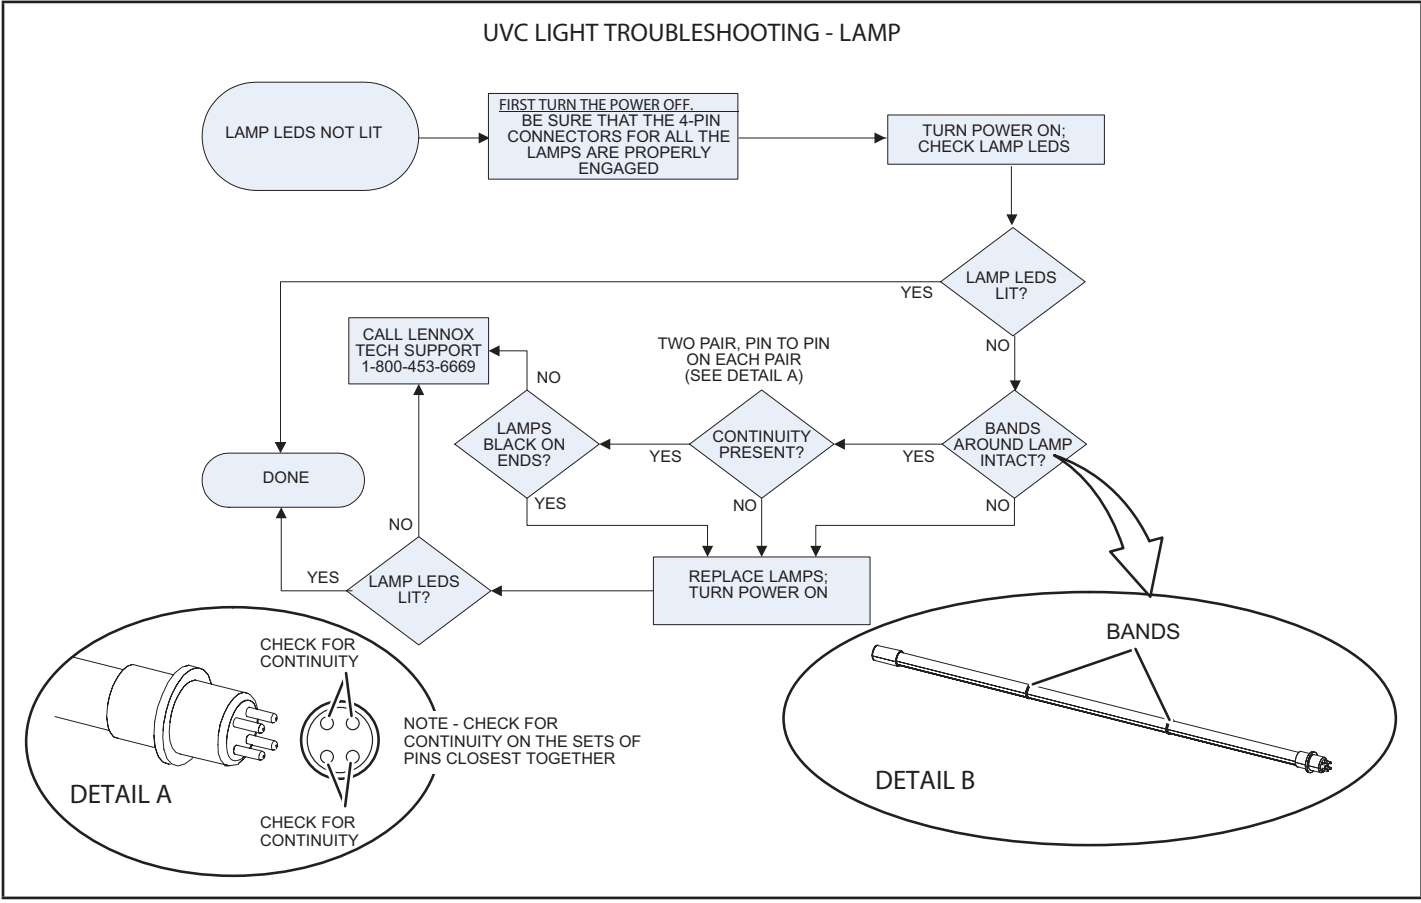 UVC LIGHT TROUBLESHOOTING - LAMP
LAMP LEDS NOT LIT
FIRST TURN THE POWER OFF.
BE SURE THAT THE 4-PIN
CONNECTORS FOR ALL THE
LAMPS ARE PROPERLY
ENGAGED
TURN POWER ON;
CHECK LAMP LEDS
LAMP LEDS
LIT?
YES
NO
CALL LENNOX
TECH SUPPORT
1-800-453-6669
TWO PAIR, PIN TO PIN
ON EACH PAIR
(SEE DETAIL A)
NO
LAMPS
BLACK ON
ENDS?
YES
CONTINUITY
PRESENT?
YES
BANDS
AROUND LAMP
INTACT?
DONE
YES
NO
NO
NO
YES
LAMP LEDS
LIT?
REPLACE LAMPS;
TURN POWER ON
CHECK FOR
CONTINUITY
NOTE - CHECK FOR
CONTINUITY ON THE SETS OF
PINS CLOSEST TOGETHER
DETAIL A
CHECK FOR
CONTINUITY
BANDS
DETAIL B